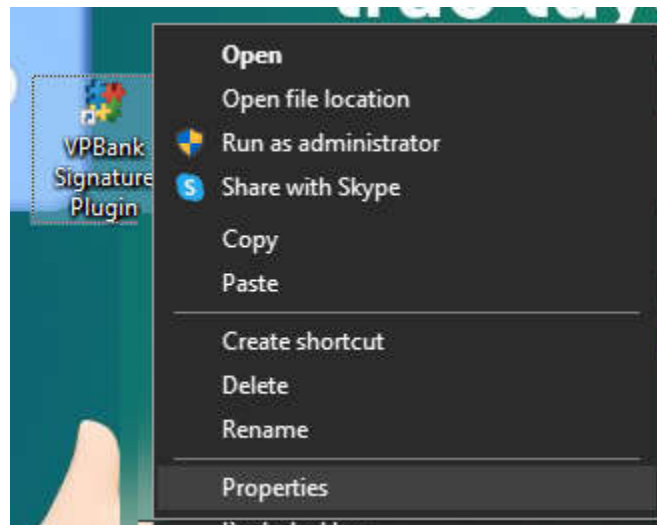 VPBank
Signature
Plugin
Open
Open file location
Run as administrator
Share with Skype
Copy
Paste
Create shortcut
Delete
Rename
Properties